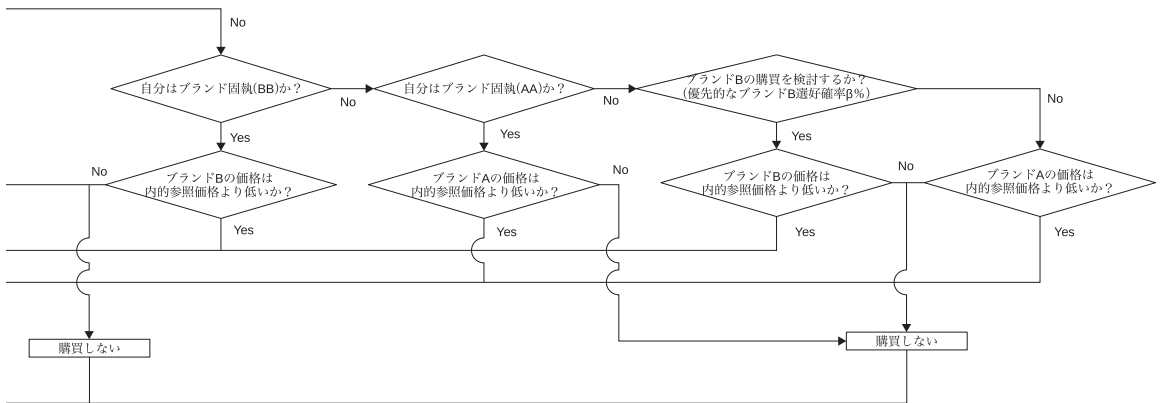 No
自分はブランド固執(BB)か？
No
自分はブランド固執(AA)か？
No
ブランドBの購買を検討するか？
(優先的なブランドB選好確率β％)
No
Yes
Yes
Yes
No
ブランドBの価格は
内的参照価格より低いか？
ブランドAの価格は
内的参照価格より低いか？
No
ブランドBの価格は
内的参照価格より低いか？
No
ブランドAの価格は
内的参照価格より低いか？
Yes
Yes
Yes
Yes
購買しない
購買しない